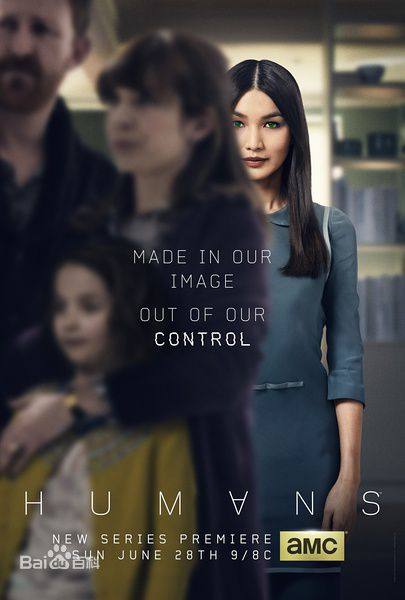 MADE IN OUR
IMAGE
OUT OF OUR
CONTROL
HUMⱯNS
NEW SERIES PREMIERE
SUN JUNE 28TH 9/8C
aMC
Bai百科